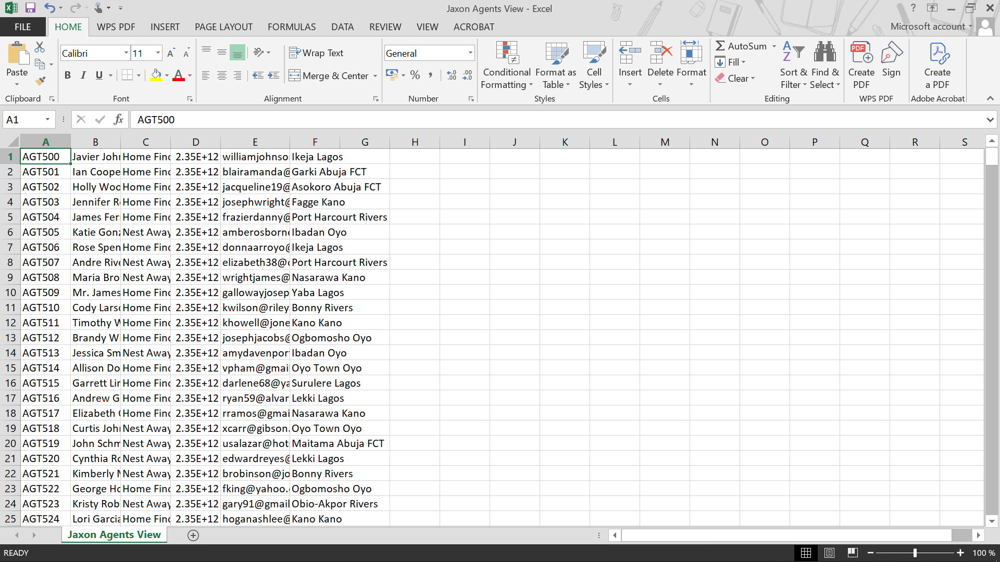 Jaxon Agents View - Excel
?
FILE HOME WPS PDF INSERT PAGE LAYOUT FORMULAS DATA REVIEW VIEW ACROBAT Microsoft account
Paste
Calibri 11
B I U
Wrap Text
Merge & Center
General
% ,
Conditional Formatting
Format as Table
Cell Styles
Insert Delete Format
AutoSum
Fill
Clear
Sort & Filter
Find & Select
Create PDF
Sign
Create a PDF
Clipboard Font Alignment Number Styles Cells Editing WPS PDF Adobe Acrobat
A1 fx AGT500
A B C D E F G H I J K L M N O P Q R S
1 AGT500 Javier Joh Home Fin 2.35E+12 williamjohnso Ikeja Lagos
2 AGT501 Ian Coope Home Fin 2.35E+12 blairamanda@ Garki Abuja FCT
3 AGT502 Holly Woo Home Fin 2.35E+12 jacqueline19@ Asokoro Abuja FCT
4 AGT503 Jennifer R Home Fin 2.35E+12 josephwright@ Fagge Kano
5 AGT504 James Fer Home Fin 2.35E+12 frazierdanny@ Port Harcourt Rivers
6 AGT505 Katie Gon Nest Away 2.35E+12 amberosborne Ibadan Oyo
7 AGT506 Rose Spen Home Fin 2.35E+12 donnaarroyo@ Ikeja Lagos
8 AGT507 Andre Rive Nest Away 2.35E+12 elizabeth38@ Port Harcourt Rivers
9 AGT508 Maria Bro Nest Away 2.35E+12 wrightjames@ Nasarawa Kano
10 AGT509 Mr. James Home Fin 2.35E+12 gallowayjosep Yaba Lagos
11 AGT510 Cody Lars Home Fin 2.35E+12 kwilson@riley Bonny Rivers
12 AGT511 Timothy W Home Fin 2.35E+12 khowell@jone Kano Kano
13 AGT512 Brandy Wi Home Fin 2.35E+12 josephjacobs@ Ogbomosho Oyo
14 AGT513 Jessica Sm Nest Away 2.35E+12 amydavenpor Ibadan Oyo
15 AGT514 Allison Do Home Fin 2.35E+12 vpham@gmai Oyo Town Oyo
16 AGT515 Garrett Lin Home Fin 2.35E+12 darlene68@ya Surulere Lagos
17 AGT516 Andrew G Home Fin 2.35E+12 ryan59@alvar Lekki Lagos
18 AGT517 Elizabeth Home Fin 2.35E+12 rramos@gmai Nasarawa Kano
19 AGT518 Curtis Joh Nest Away 2.35E+12 xcarr@gibson. Oyo Town Oyo
20 AGT519 John Schm Nest Away 2.35E+12 usalazar@hot Maitama Abuja FCT
21 AGT520 Cynthia Ro Nest Away 2.35E+12 edwardreyes@ Lekki Lagos
22 AGT521 Kimberly Nest Away 2.35E+12 brobinson@jo Bonny Rivers
23 AGT522 George Ho Home Fin 2.35E+12 fking@yahoo. Ogbomosho Oyo
24 AGT523 Kristy Rob Nest Away 2.35E+12 gary91@gmail Obio-Akpor Rivers
25 AGT524 Lori Garcia Home Fin 2.35E+12 hoganashlee@ Kano Kano
Jaxon Agents View
READY 100 %